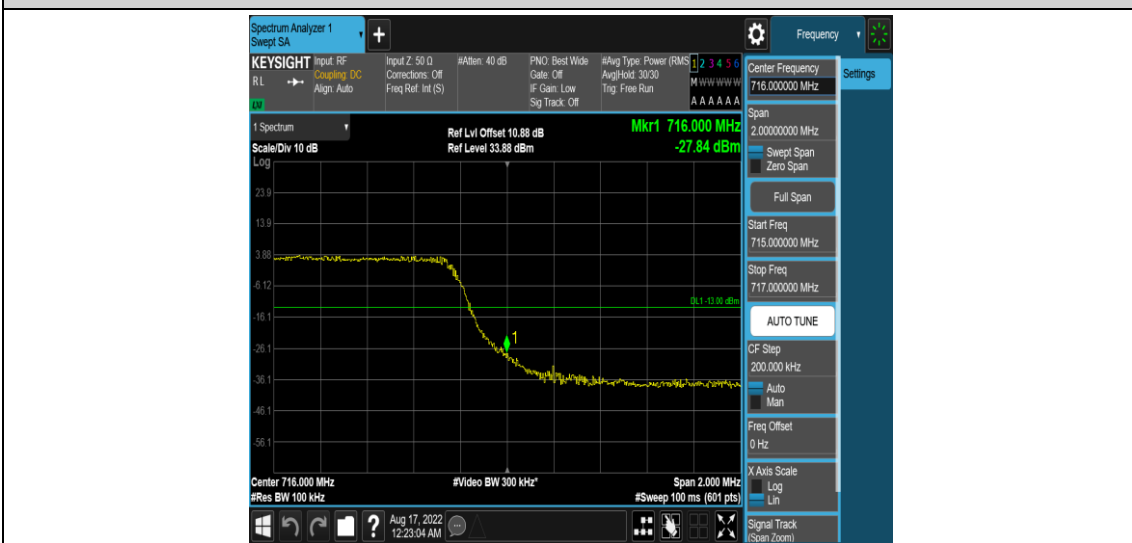 Spectrum Analyzer 1
Swept SA
+
Frequency
KEYSIGHT Input: RF
RL
Coupling: DC
Align: Auto
LXI
Input Z: 50 Ω
Corrections: Off
Freq Ref: Int (S)
#Atten: 40 dB
PNO: Best Wide
Gate: Off
IF Gain: Low
Sig Track: Off
#Avg Type: Power (RMS
Avg|Hold: 30/30
Trig: Free Run
1 2 3 4 5 6
M W W W W W
A A A A A A
1 Spectrum
Scale/Div 10 dB
Log
Ref Lvl Offset 10.88 dB
Ref Level 33.88 dBm
Mkr1 716.000 MHz
-27.84 dBm
23.9
13.9
3.88
-6.12
-16.1
-26.1
-36.1
-46.1
-56.1
DL1 -13.00 dBm
1
Center 716.000 MHz
#Res BW 100 kHz
#Video BW 300 kHz*
Span 2.000 MHz
#Sweep 100 ms (601 pts)
?
Aug 17, 2022
12:23:04 AM
Center Frequency
716.000000 MHz
Settings
Span
2.00000000 MHz
Swept Span
Zero Span
Full Span
Start Freq
715.000000 MHz
Stop Freq
717.000000 MHz
AUTO TUNE
CF Step
200.000 kHz
Auto
Man
Freq Offset
0 Hz
X Axis Scale
Log
Lin
Signal Track
(Span Zoom)